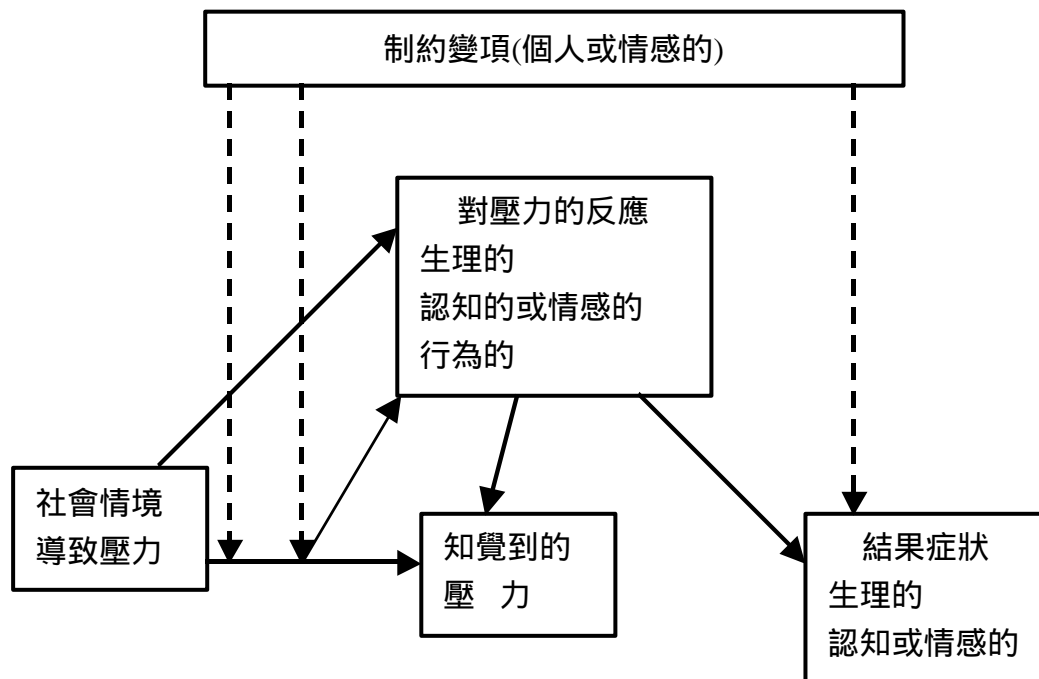 制約變項(個人或情感的)
對壓力的反應
生理的
認知的或情感的
行為的
社會情境
導致壓力
知覺到的
壓 力
結果症狀
生理的
認知或情感的